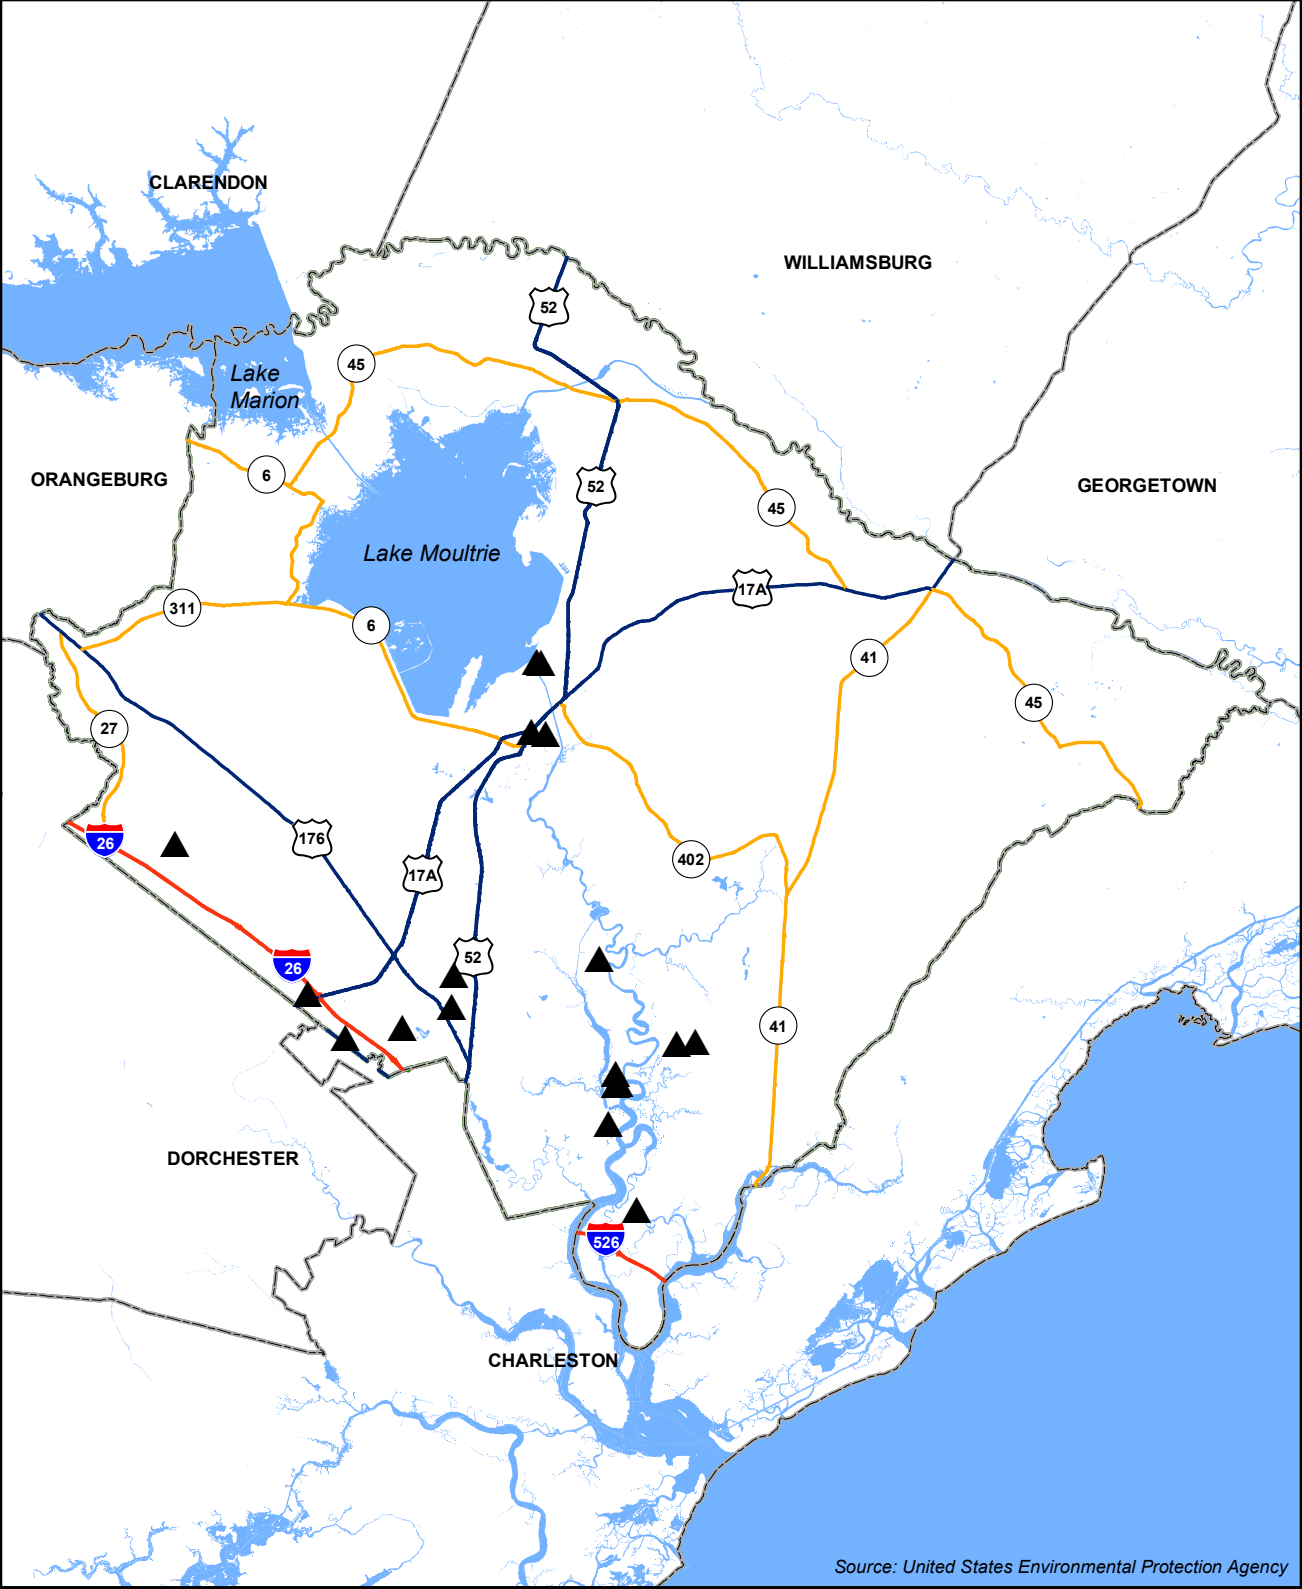 CLARENDON
WILLIAMSBURG
52
45
Lake
Marion
6
ORANGEBURG
52
GEORGETOWN
45
Lake Moultrie
17A
311
6
41
45
27
26
176
402
17A
52
26
41
DORCHESTER
526
CHARLESTON
Source: United States Environmental Protection Agency